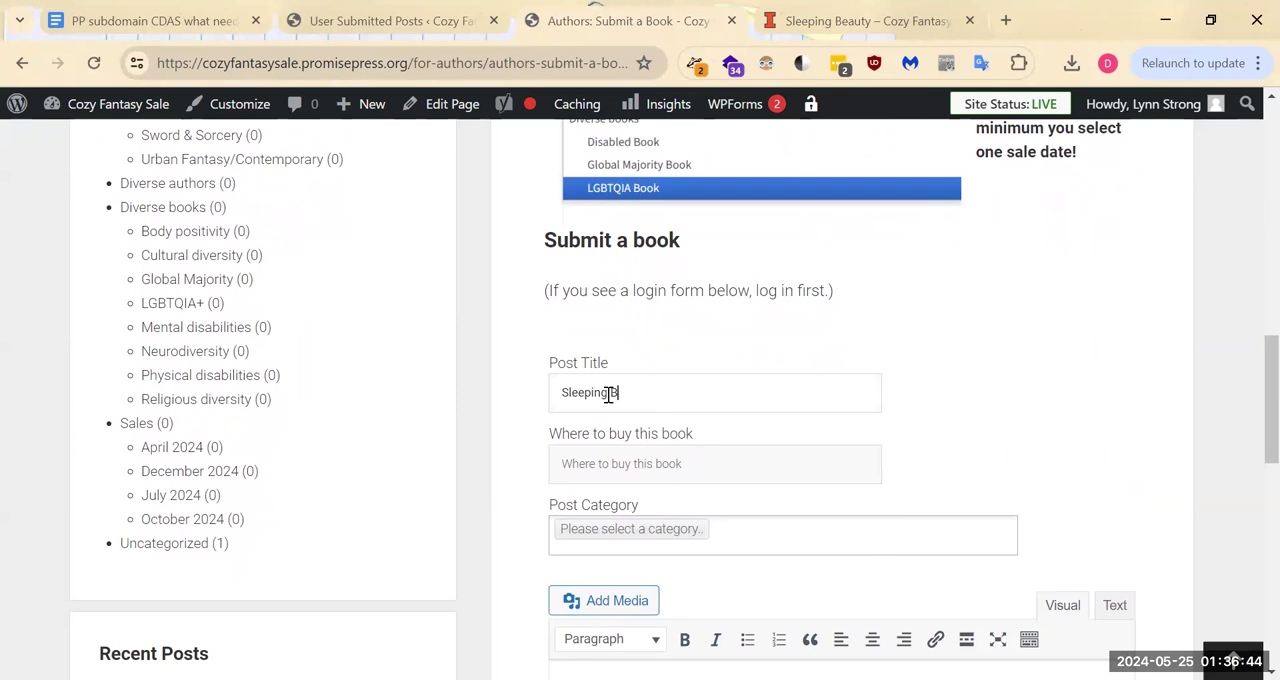 PP subdomain CDAS what need
User Submitted Posts ‹ Cozy Fa
Authors: Submit a Book - Cozy
Sleeping Beauty – Cozy Fantasy
https://cozyfantasysale.promisepress.org/for-authors/authors-submit-a-bo...
2
34
2
D
Relaunch to update
Cozy Fantasy Sale
Customize
0
New
Edit Page
Caching
Insights
WPForms 2
Site Status: LIVE
Howdy, Lynn Strong
Sword & Sorcery (0)
Urban Fantasy/Contemporary (0)
Diverse authors (0)
Diverse books (0)
Body positivity (0)
Cultural diversity (0)
Global Majority (0)
LGBTQIA+ (0)
Mental disabilities (0)
Neurodiversity (0)
Physical disabilities (0)
Religious diversity (0)
Sales (0)
April 2024 (0)
December 2024 (0)
July 2024 (0)
October 2024 (0)
Uncategorized (1)
Recent Posts
Diverse books
Disabled Book
Global Majority Book
LGBTQIA Book
minimum you select
one sale date!
Submit a book
(If you see a login form below, log in first.)
Post Title
Sleeping B
Where to buy this book
Where to buy this book
Post Category
Please select a category..
Add Media
Visual
Text
Paragraph
B
I
2024-05-25 01:36:44